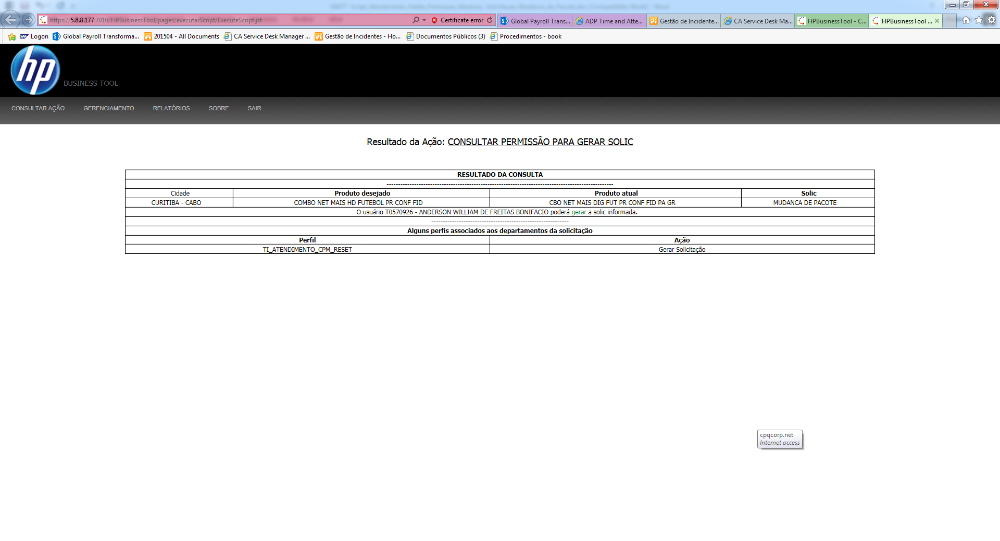 https://5.8.8.177:7010/HPBusinessTool/pages/executarScript/ExecuteScript.jsf
Certificate error
Global Payroll Trans...
ADP Time and Atte...
Gestão de Incidente...
CA Service Desk Ma...
HPBusinessTool - C...
HPBusinessTool ...
Logon
Global Payroll Transforma...
201504 - All Documents
CA Service Desk Manager ...
Gestão de Incidentes - Ho...
Documentos Públicos (3)
Procedimentos - book
hp
BUSINESS TOOL
CONSULTAR AÇÃO
GERENCIAMENTO
RELATÓRIOS
SOBRE
SAIR
Resultado da Ação: CONSULTAR PERMISSÃO PARA GERAR SOLIC
RESULTADO DA CONSULTA
Cidade Produto desejado Produto atual Solic
CURITIBA - CABO COMBO NET MAIS HD FUTEBOL PR CONF FID CBO NET MAIS DIG FUT PR CONF FID PA GR MUDANCA DE PACOTE
O usuário T0570926 - ANDERSON WILLIAM DE FREITAS BONIFACIO poderá gerar a solic informada.
Alguns perfis associados aos departamentos da solicitação
Perfil Ação
TI_ATENDIMENTO_CPM_RESET Gerar Solicitação
cpqcorp.net
Internet access